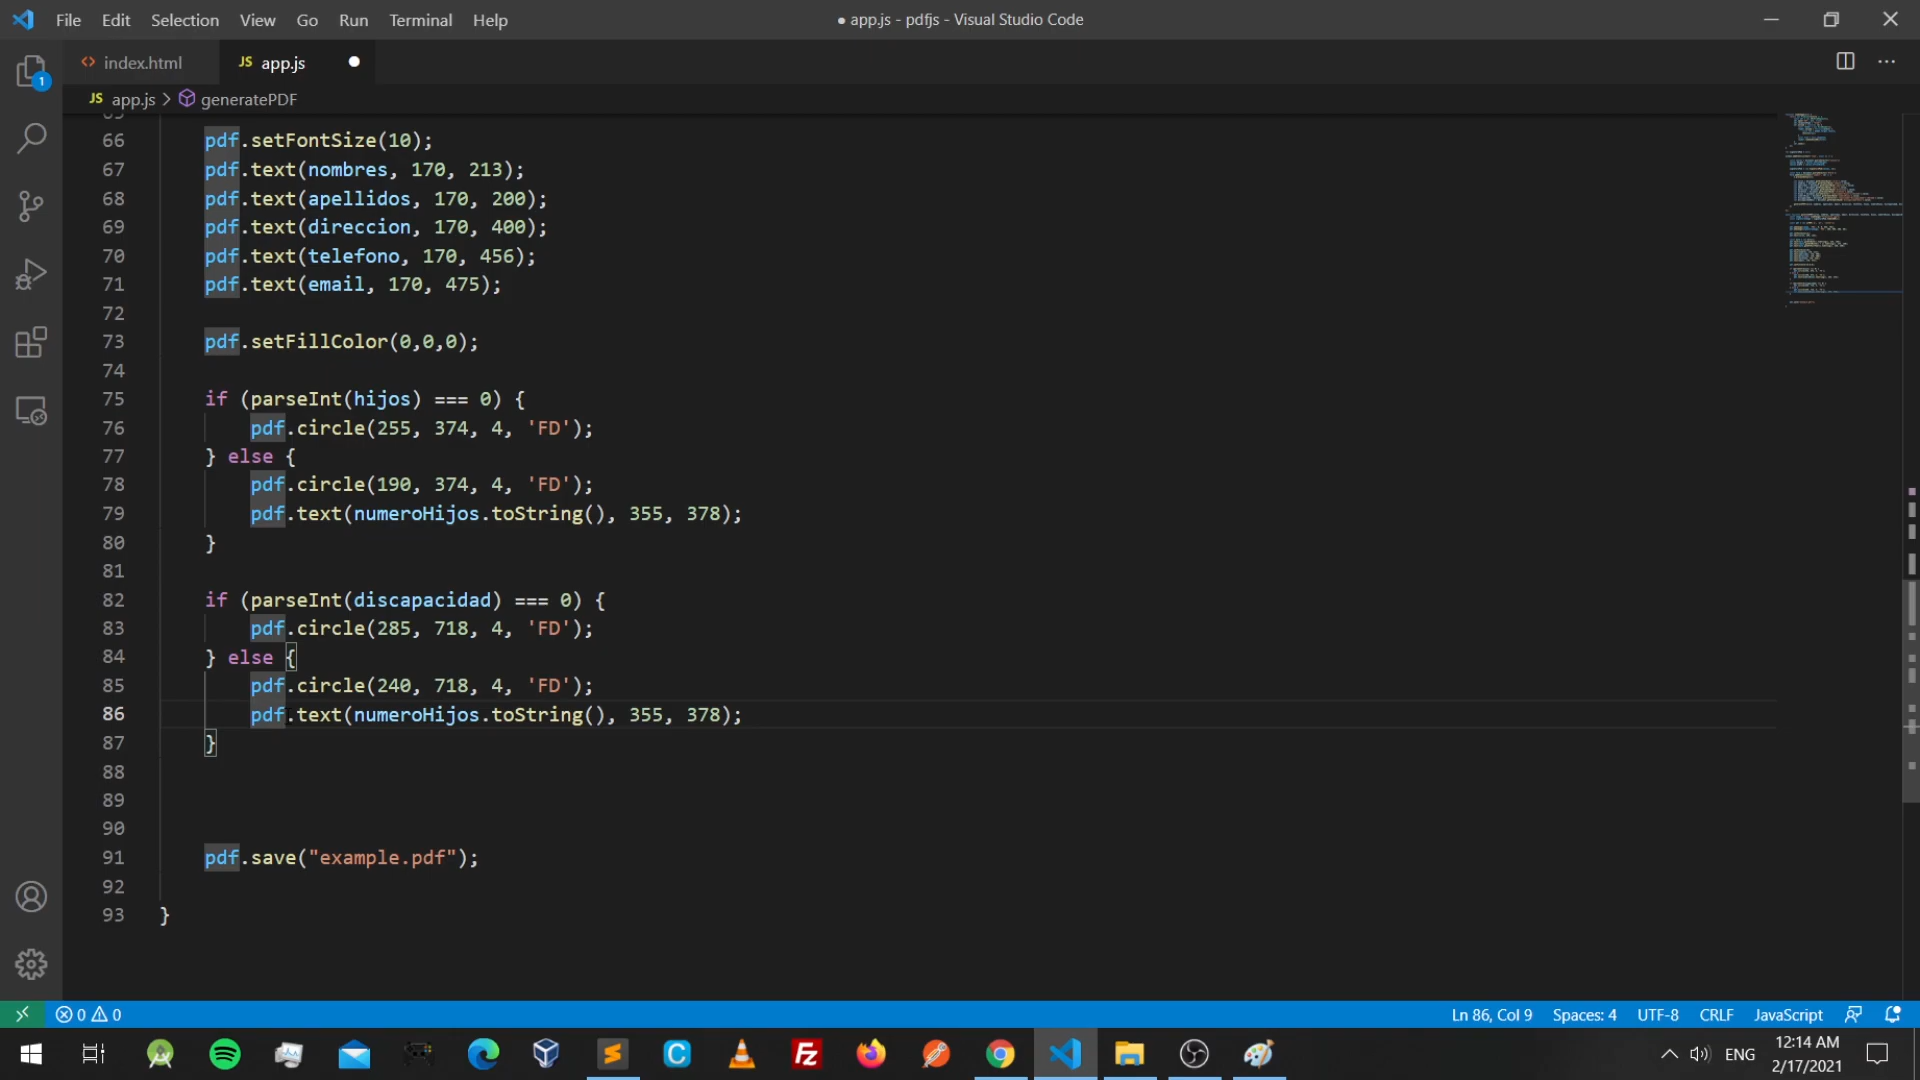 File Edit Selection View Go Run Terminal Help
● app.js - pdfjs - Visual Studio Code
<> index.html
JS app.js ●
JS app.js > generatePDF
66 pdf.setFontSize(10);
67 pdf.text(nombres, 170, 213);
68 pdf.text(apellidos, 170, 200);
69 pdf.text(direccion, 170, 400);
70 pdf.text(telefono, 170, 456);
71 pdf.text(email, 170, 475);
72
73 pdf.setFillColor(0,0,0);
74
75 if (parseInt(hijos) === 0) {
76 pdf.circle(255, 374, 4, 'FD');
77 } else {
78 pdf.circle(190, 374, 4, 'FD');
79 pdf.text(numeroHijos.toString(), 355, 378);
80 }
81
82 if (parseInt(discapacidad) === 0) {
83 pdf.circle(285, 718, 4, 'FD');
84 } else {
85 pdf.circle(240, 718, 4, 'FD');
86 pdf.text(numeroHijos.toString(), 355, 378);
87 }
88
89
90
91 pdf.save("example.pdf");
92
93 }
1
0 0 Ln 86, Col 9 Spaces: 4 UTF-8 CRLF JavaScript
ENG 12:14 AM
2/17/2021